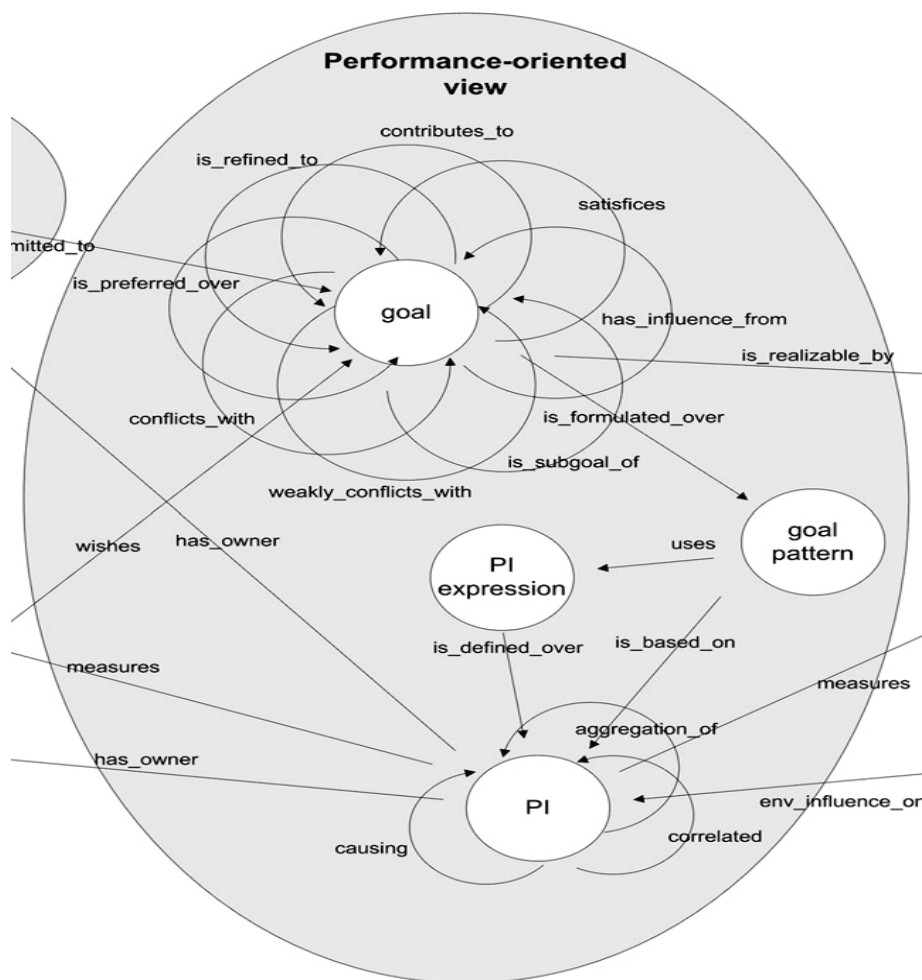 Performance-oriented
view
contributes_to
is_refined_to
satisfices
mitted_to
is_preferred_over
goal
has_influence_from
is_realizable_by
conflicts_with
is_formulated_over
is_subgoal_of
weakly_conflicts_with
goal
pattern
wishes
has_owner
uses
PI
expression
is_defined_over
is_based_on
measures
measures
aggregation_of
has_owner
PI
env_influence_on
causing
correlated